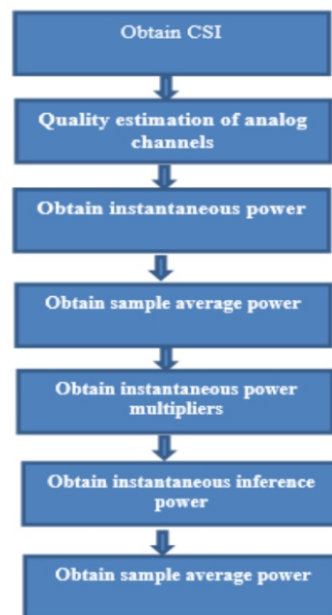 Obtain CSI
Quality estimation of analog
channels
Obtain instantaneous power
Obtain sample average power
Obtain instantaneous power
multipliers
Obtain instantaneous inference
power
Obtain sample average power